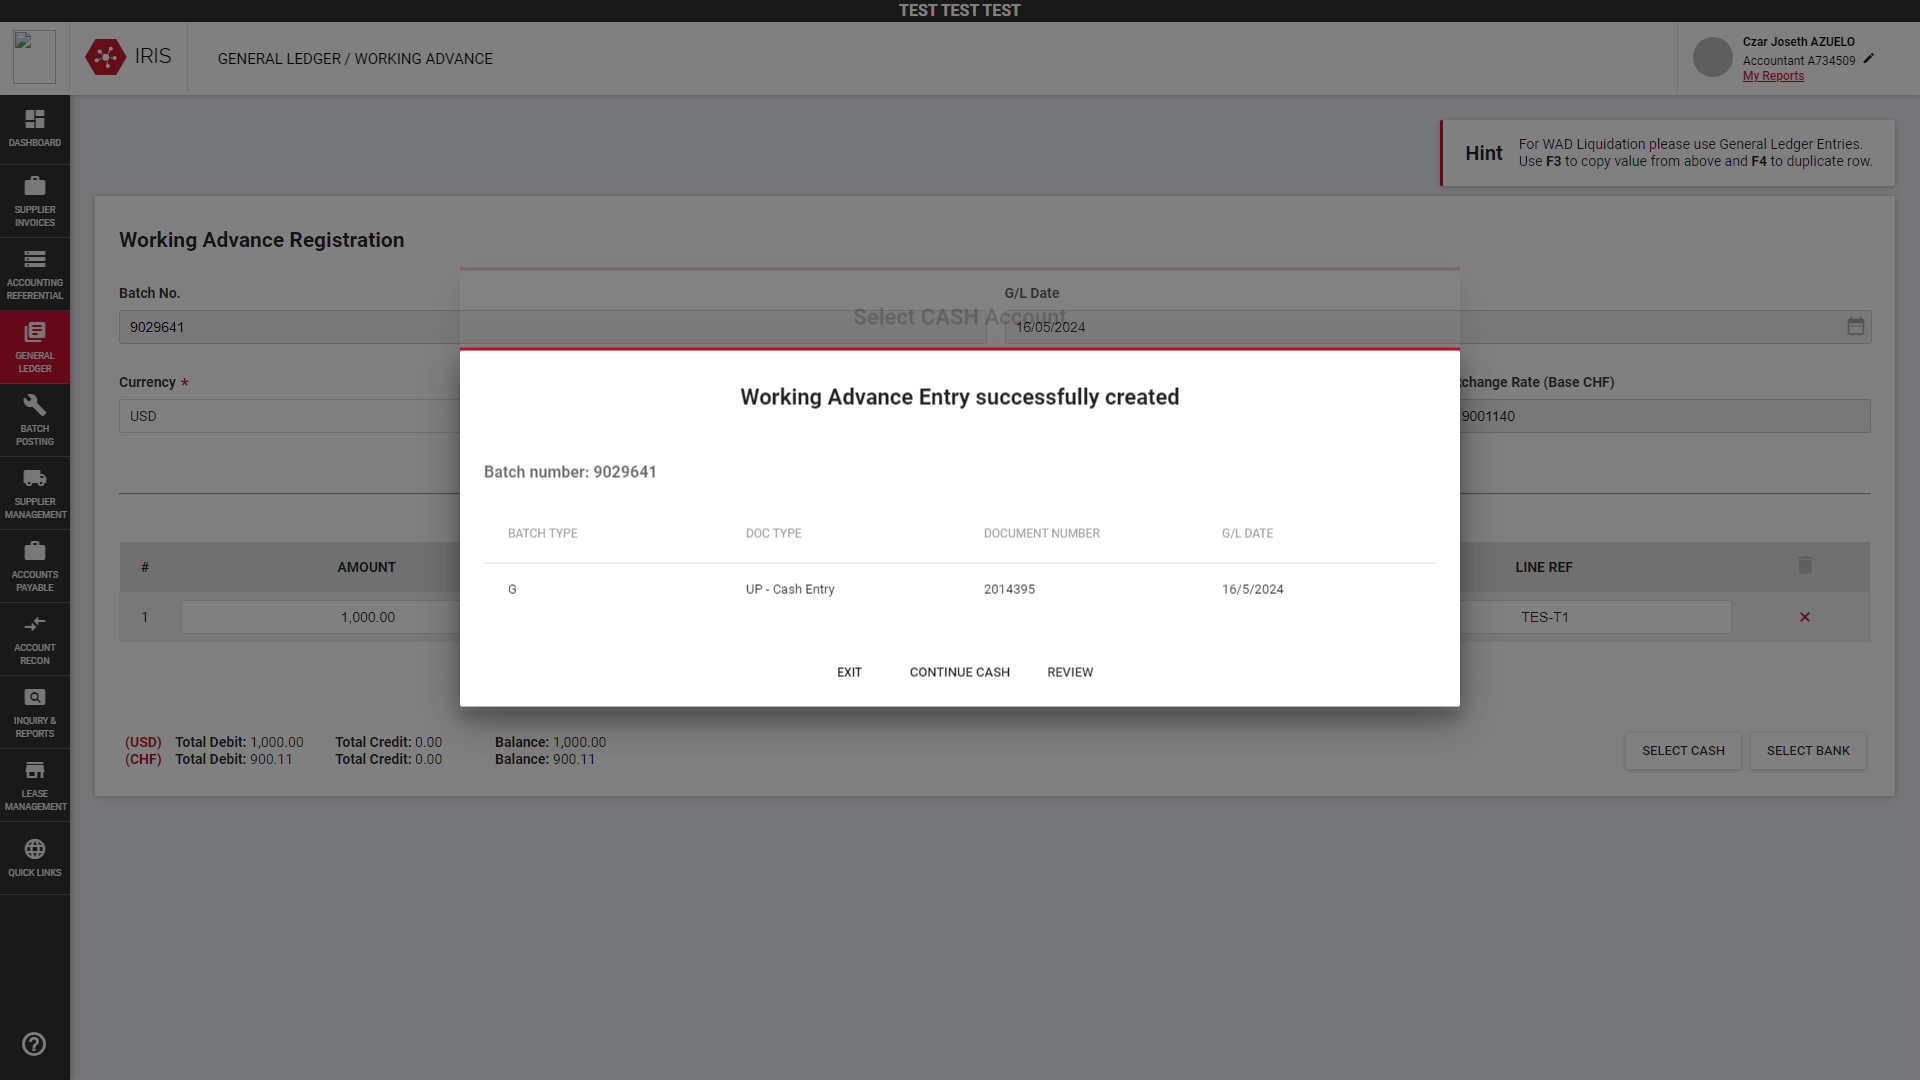 TEST TEST TEST
IRIS
GENERAL LEDGER / WORKING ADVANCE
Czar Joseth AZUELO
Accountant A734509
My Reports
DASHBOARD
SUPPLIER
INVOICES
ACCOUNTING
REFERENTIAL
GENERAL
LEDGER
BATCH
POSTING
SUPPLIER
MANAGEMENT
ACCOUNTS
PAYABLE
ACCOUNT
RECON
INQUIRY &
REPORTS
LEASE
MANAGEMENT
QUICK LINKS
Hint
For WAD Liquidation please use General Ledger Entries.
Use F3 to copy value from above and F4 to duplicate row.
Working Advance Registration
Batch No.
G/L Date
9029641
Select CASH Account
16/05/2024
Currency *
change Rate (Base CHF)
USD
9001140
Working Advance Entry successfully created
Batch number: 9029641
BATCH TYPE DOC TYPE DOCUMENT NUMBER G/L DATE
G UP - Cash Entry 2014395 16/5/2024
EXIT CONTINUE CASH REVIEW
# AMOUNT LINE REF
1 1,000.00 TES-T1
(USD) Total Debit: 1,000.00 Total Credit: 0.00 Balance: 1,000.00
(CHF) Total Debit: 900.11 Total Credit: 0.00 Balance: 900.11
SELECT CASH SELECT BANK